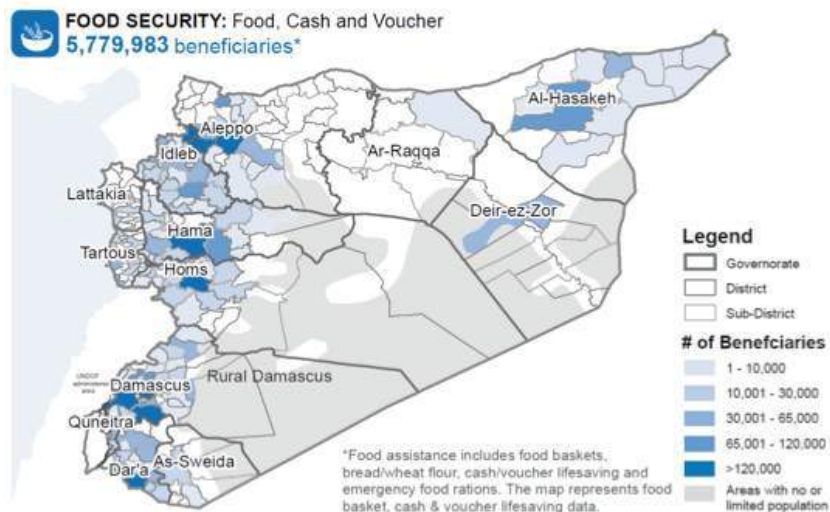 FOOD SECURITY: Food, Cash and Voucher
5,779,983 beneficiaries*
Al-Hasakeh
Aleppo
Idleb
Ar-Raqqa
Lattakia
Deir-ez-Zor
Hama
Tartous
Homs
Legend
Governorate
District
Sub-District
# of Benefciaries
1 - 10,000
10,001 - 30,000
30,001 - 65,000
65,001 - 120,000
>120,000
Areas with no or
limited population
UNDOF
administered
area
Damascus
Rural Damascus
Quneitra
Dar'a
As-Sweida
*Food assistance includes food baskets,
bread/wheat flour, cash/voucher lifesaving and
emergency food rations. The map represents food
basket, cash & voucher lifesaving data.